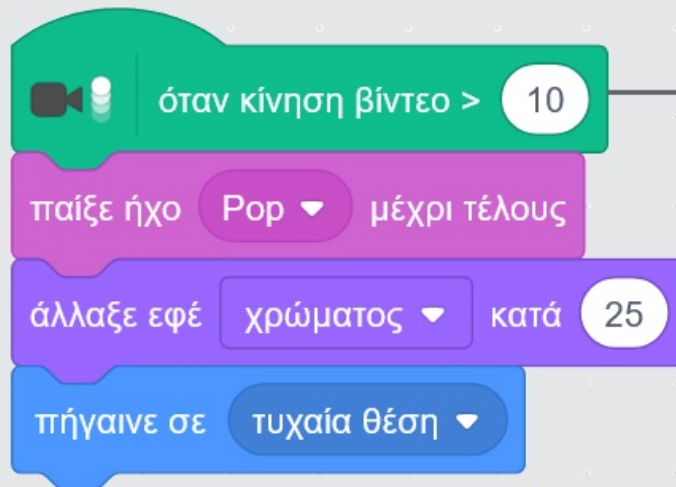 όταν κίνηση βίντεο > 10
παίξε ήχο Pop μέχρι τέλους
άλλαξε εφέ χρώματος κατά 25
πήγαινε σε τυχαία θέση